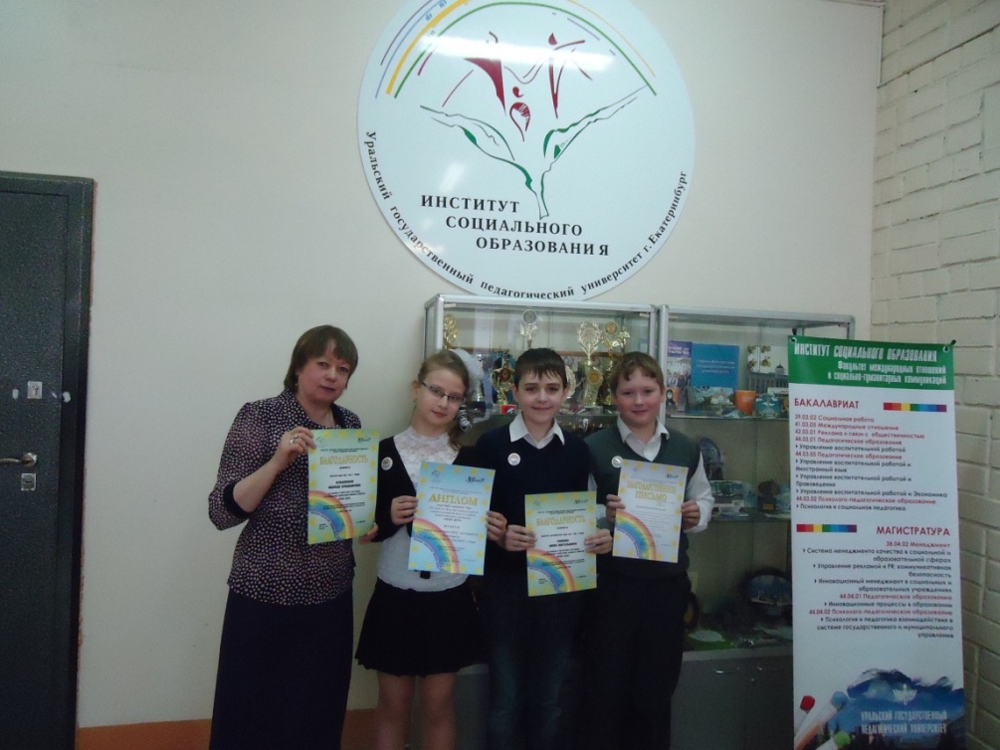 ИНСТИТУТ
СОЦИАЛЬНОГО
ОБРАЗОВАНИЯ
Уральский государственный педагогический университет г. Екатеринбург
БЛАГОДАРНОСТЬ
ДИПЛОМ
БЛАГОДАРНОСТЬ
БЛАГОДАРСТВЕННОЕ
ПИСЬМО
ИНСТИТУТ СОЦИАЛЬНОГО ОБРАЗОВАНИЯ
Факультет международных отношений
и социально-гуманитарных коммуникаций
БАКАЛАВРИАТ
39.03.02 Социальная работа
41.03.05 Международные отношения
42.03.01 Реклама и связи с общественностью
44.03.01 Педагогическое образование
Управление воспитательной работой
44.03.05 Педагогическое образование
Управление воспитательной работой и
Иностранный язык
Управление воспитательной работой и
Правоведение
Управление воспитательной работой и Экономика
44.03.02 Психолого-педагогическое образование
Психология и социальная педагогика
МАГИСТРАТУРА
38.04.02 Менеджмент
Система менеджмента качества в социальной и
образовательной сферах
Управление рекламой и PR: коммуникативная
безопасность
Инновационный менеджмент в социальных и
образовательных учреждениях
44.04.01 Педагогическое образование
Инновационные процессы в образовании
44.04.02 Психолого-педагогическое образование
Психология и педагогика взаимодействия в
системе государственного и муниципального
управления
УРАЛЬСКИЙ ГОСУДАРСТВЕННЫЙ
ПЕДАГОГИЧЕСКИЙ УНИВЕРСИТЕТ